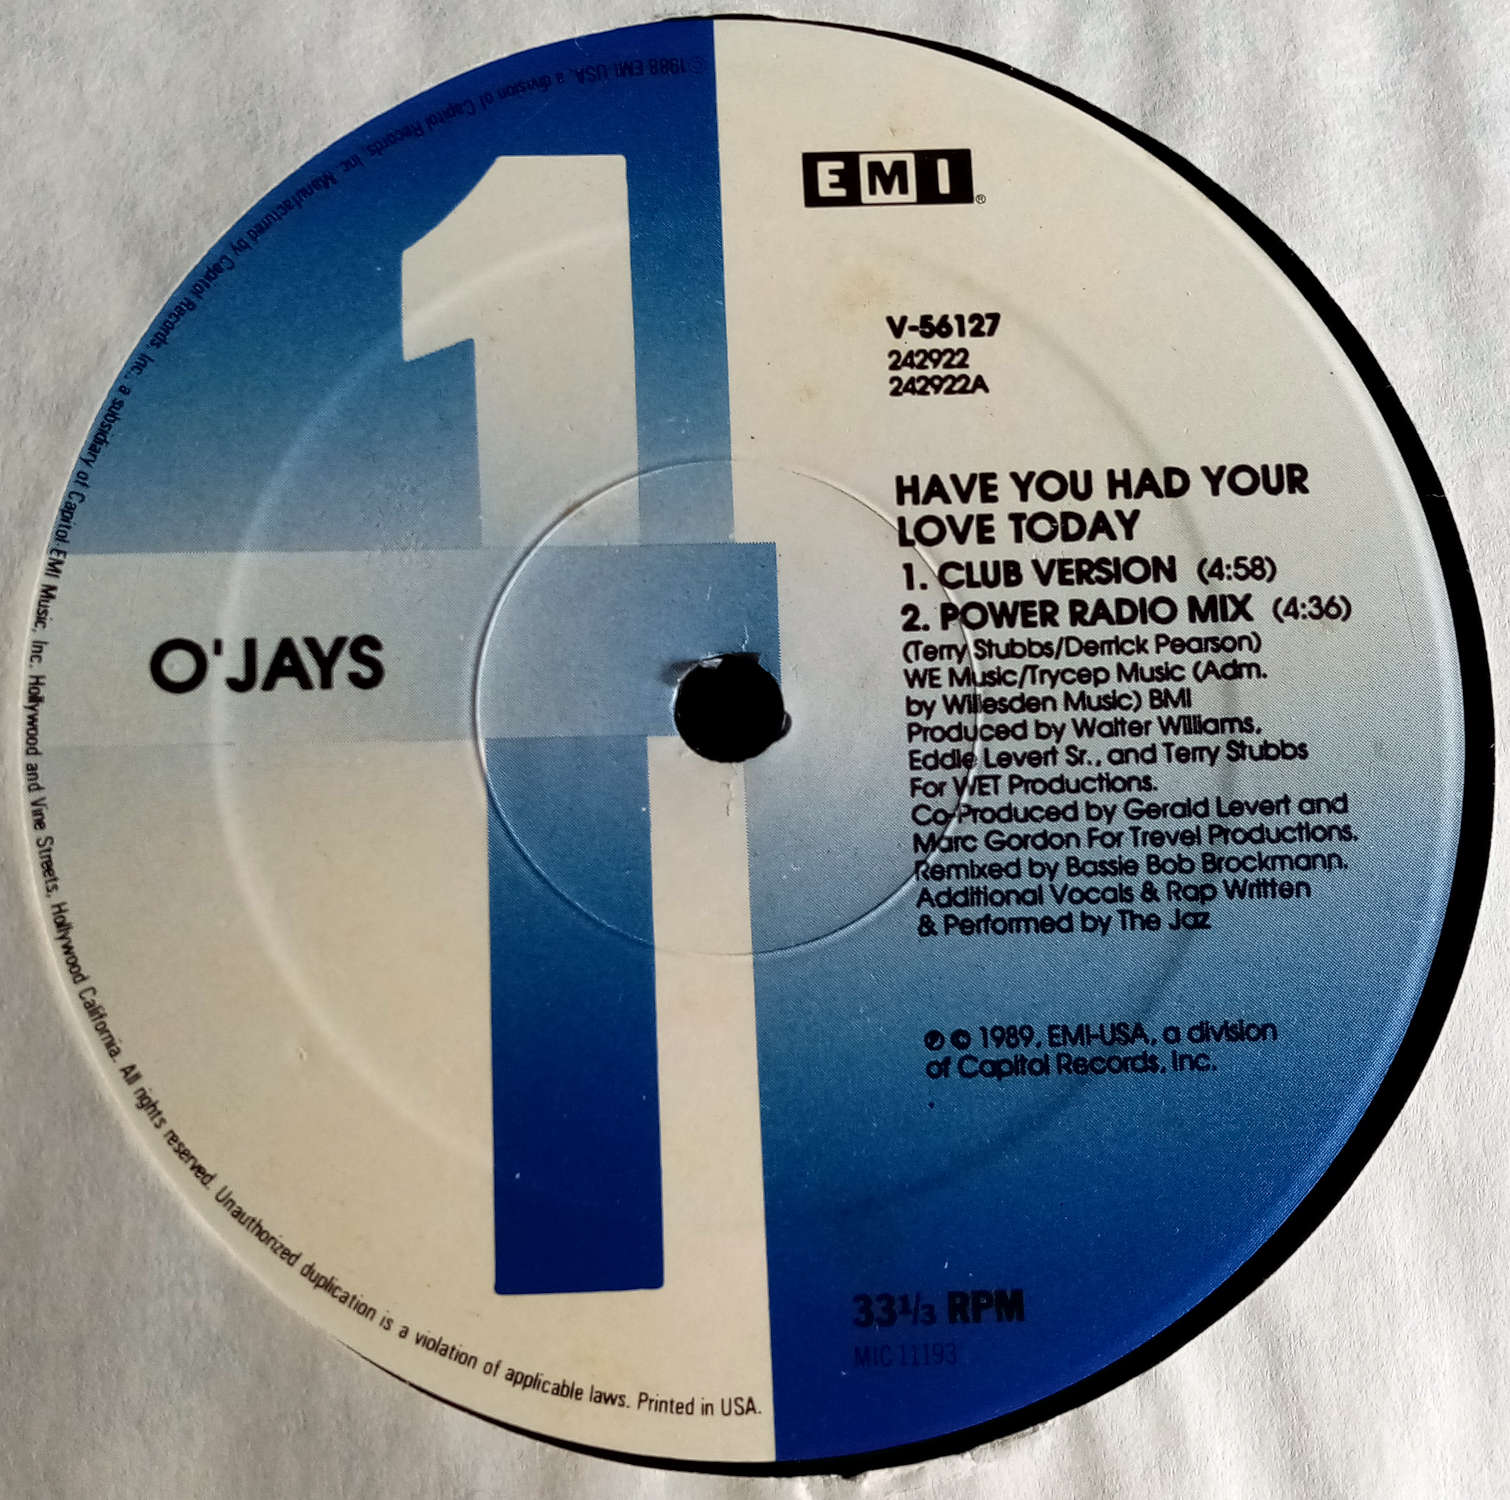 EMI®
V-56127
242922
242922A
HAVE YOU HAD YOUR
LOVE TODAY
1. CLUB VERSION (4:58)
2. POWER RADIO MIX (4:36)
(Terry Stubbs/Derrick Pearson)
WE Music/Trycep Music (Adm.
by Willesden Music) BMI
Produced by Walter Williams,
Eddie Levert Sr., and Terry Stubbs
For WET Productions.
Co-Produced by Gerald Levert and
Marc Gordon For Trevel Productions.
Remixed by Bassie Bob Brockmann.
Additional Vocals & Rap Written
& Performed by The Jaz
℗ © 1989, EMI-USA, a division
of Capitol Records, Inc.
33⅓ RPM
MIC 11193
O'JAYS
1
© 1988 EMI-USA, a division of Capitol Records, Inc. Manufactured by Capitol Records, Inc., a subsidiary of Capitol-EMI Music, Inc. Hollywood and Vine Streets, Hollywood California. All rights reserved. Unauthorized duplication is a violation of applicable laws. Printed in USA.